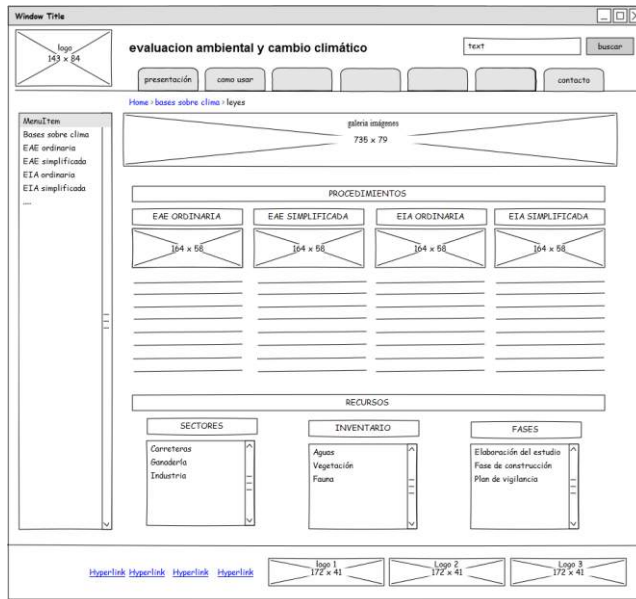 Window Title
logo
143 x 84
evaluacion ambiental y cambio climático
text
buscar
presentación
como usar
contacto
Home > bases sobre clima > leyes
MenuItem
Bases sobre clima
EAE ordinaria
EAE simplificada
EIA ordinaria
EIA simplificada
....
galeria imágenes
735 x 79
PROCEDIMIENTOS
EAE ORDINARIA
EAE SIMPLIFICADA
EIA ORDINARIA
EIA SIMPLIFICADA
164 x 58
164 x 58
164 x 58
164 x 58
RECURSOS
SECTORES
INVENTARIO
FASES
Carreteras
Ganadería
Industria
Aguas
Vegetación
Fauna
Elaboración del estudio
Fase de construcción
Plan de vigilancia
Hyperlink Hyperlink Hyperlink Hyperlink
logo 1
172 x 41
Logo 2
172 x 41
Logo 3
172 x 41